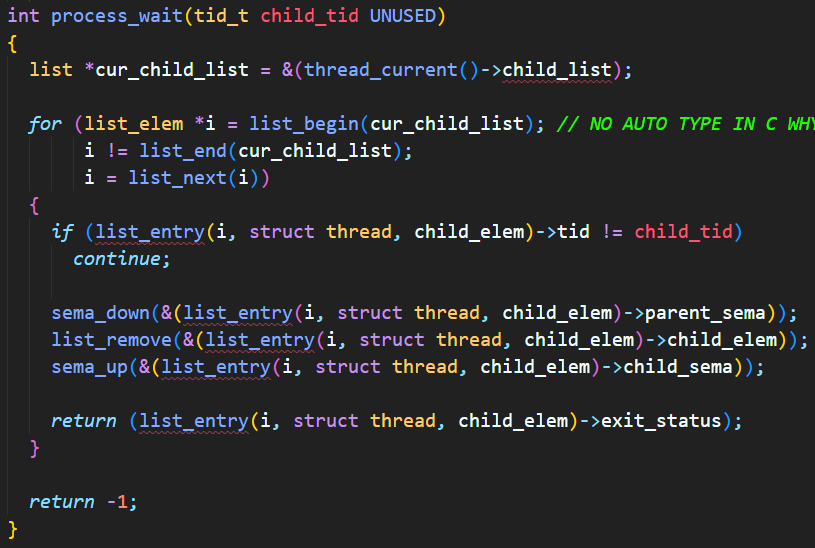 int process_wait(tid_t child_tid UNUSED)
{
  list *cur_child_list = &(thread_current()->child_list);

  for (list_elem *i = list_begin(cur_child_list); // NO AUTO TYPE IN C WHY
       i != list_end(cur_child_list);
       i = list_next(i))
  {
    if (list_entry(i, struct thread, child_elem)->tid != child_tid)
      continue;

    sema_down(&(list_entry(i, struct thread, child_elem)->parent_sema));
    list_remove(&(list_entry(i, struct thread, child_elem)->child_elem));
    sema_up(&(list_entry(i, struct thread, child_elem)->child_sema));

    return (list_entry(i, struct thread, child_elem)->exit_status);
  }

  return -1;
}